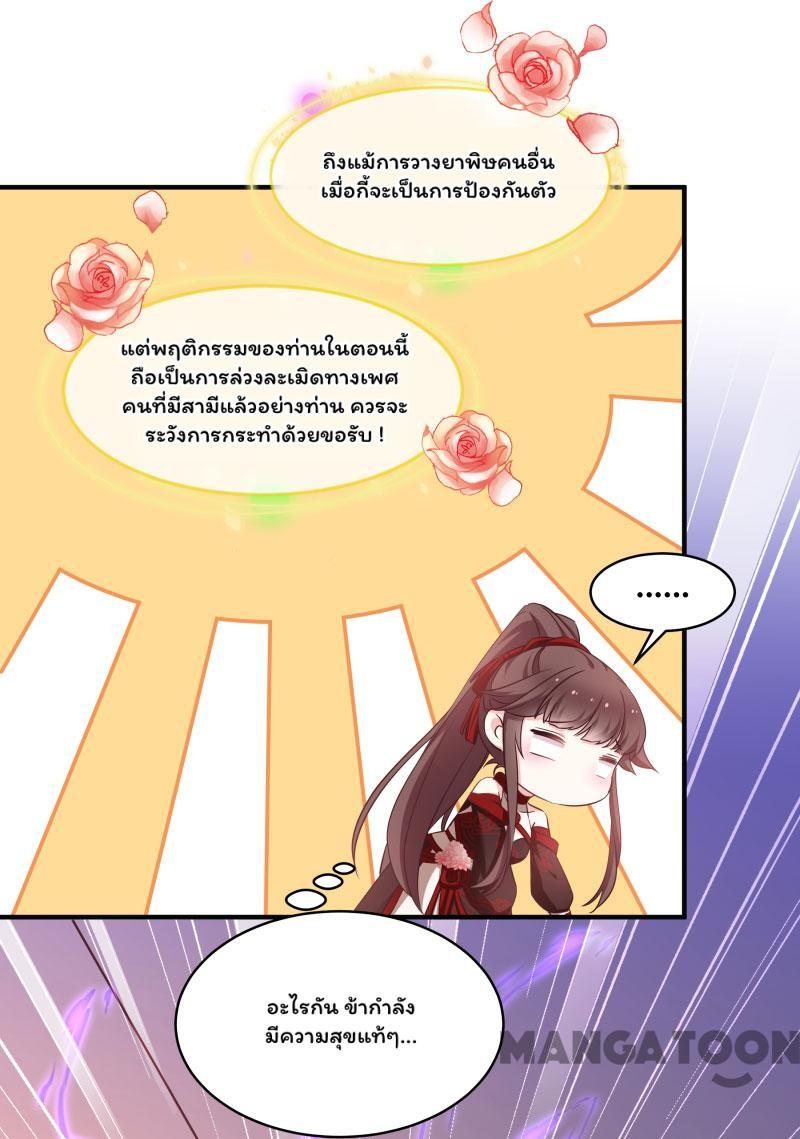 ถึงแม้การวางยาพิษคนอื่น
เมื่อกี้จะเป็นการป้องกันตัว
แต่พฤติกรรมของท่านในตอนนี้
ถือเป็นการล่วงละเมิดทางเพศ
คนที่มีสามีแล้วอย่างท่าน ควรจะ
ระวังการกระทำด้วยขอรับ !
......
อะไรกัน ข้ากำลัง
มีความสุขแท้ๆ...
MANGATOON